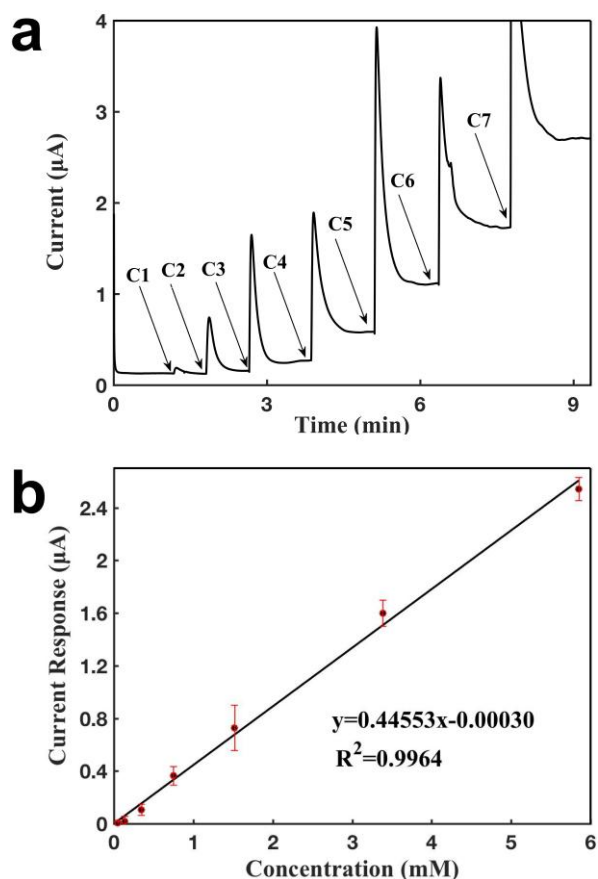 a
4
3
2
1
0
Current (µA)
C1
C2
C3
C4
C5
C6
C7
0
3
6
9
Time (min)
b
2.4
2
1.6
1.2
0.8
0.4
0
Current Response (µA)
y=0.44553x-0.00030
R²=0.9964
0
1
2
3
4
5
6
Concentration (mM)